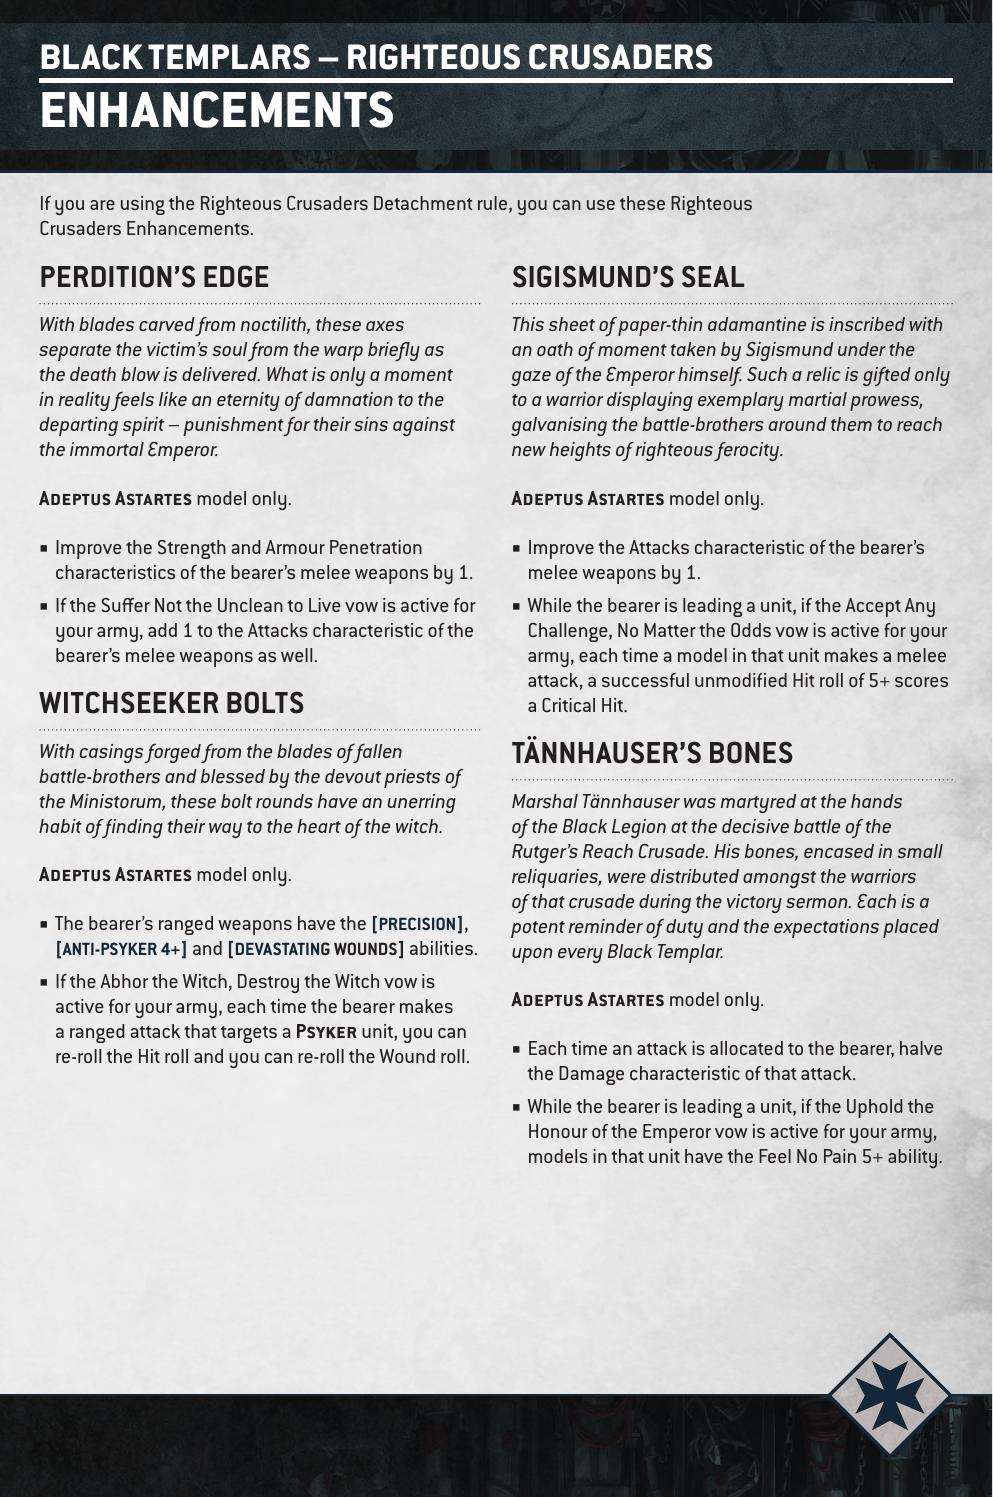 BLACK TEMPLARS – RIGHTEOUS CRUSADERS
ENHANCEMENTS
If you are using the Righteous Crusaders Detachment rule, you can use these Righteous
Crusaders Enhancements.
PERDITION’S EDGE
With blades carved from noctilith, these axes
separate the victim’s soul from the warp briefly as
the death blow is delivered. What is only a moment
in reality feels like an eternity of damnation to the
departing spirit – punishment for their sins against
the immortal Emperor.
ADEPTUS ASTARTES model only.
▪ Improve the Strength and Armour Penetration
characteristics of the bearer’s melee weapons by 1.
▪ If the Suffer Not the Unclean to Live vow is active for
your army, add 1 to the Attacks characteristic of the
bearer’s melee weapons as well.
WITCHSEEKER BOLTS
With casings forged from the blades of fallen
battle-brothers and blessed by the devout priests of
the Ministorum, these bolt rounds have an unerring
habit of finding their way to the heart of the witch.
ADEPTUS ASTARTES model only.
▪ The bearer’s ranged weapons have the [PRECISION],
[ANTI-PSYKER 4+] and [DEVASTATING WOUNDS] abilities.
▪ If the Abhor the Witch, Destroy the Witch vow is
active for your army, each time the bearer makes
a ranged attack that targets a PSYKER unit, you can
re-roll the Hit roll and you can re-roll the Wound roll.
SIGISMUND’S SEAL
This sheet of paper-thin adamantine is inscribed with
an oath of moment taken by Sigismund under the
gaze of the Emperor himself. Such a relic is gifted only
to a warrior displaying exemplary martial prowess,
galvanising the battle-brothers around them to reach
new heights of righteous ferocity.
ADEPTUS ASTARTES model only.
▪ Improve the Attacks characteristic of the bearer’s
melee weapons by 1.
▪ While the bearer is leading a unit, if the Accept Any
Challenge, No Matter the Odds vow is active for your
army, each time a model in that unit makes a melee
attack, a successful unmodified Hit roll of 5+ scores
a Critical Hit.
TÄNNHAUSER’S BONES
Marshal Tännhauser was martyred at the hands
of the Black Legion at the decisive battle of the
Rutger’s Reach Crusade. His bones, encased in small
reliquaries, were distributed amongst the warriors
of that crusade during the victory sermon. Each is a
potent reminder of duty and the expectations placed
upon every Black Templar.
ADEPTUS ASTARTES model only.
▪ Each time an attack is allocated to the bearer, halve
the Damage characteristic of that attack.
▪ While the bearer is leading a unit, if the Uphold the
Honour of the Emperor vow is active for your army,
models in that unit have the Feel No Pain 5+ ability.